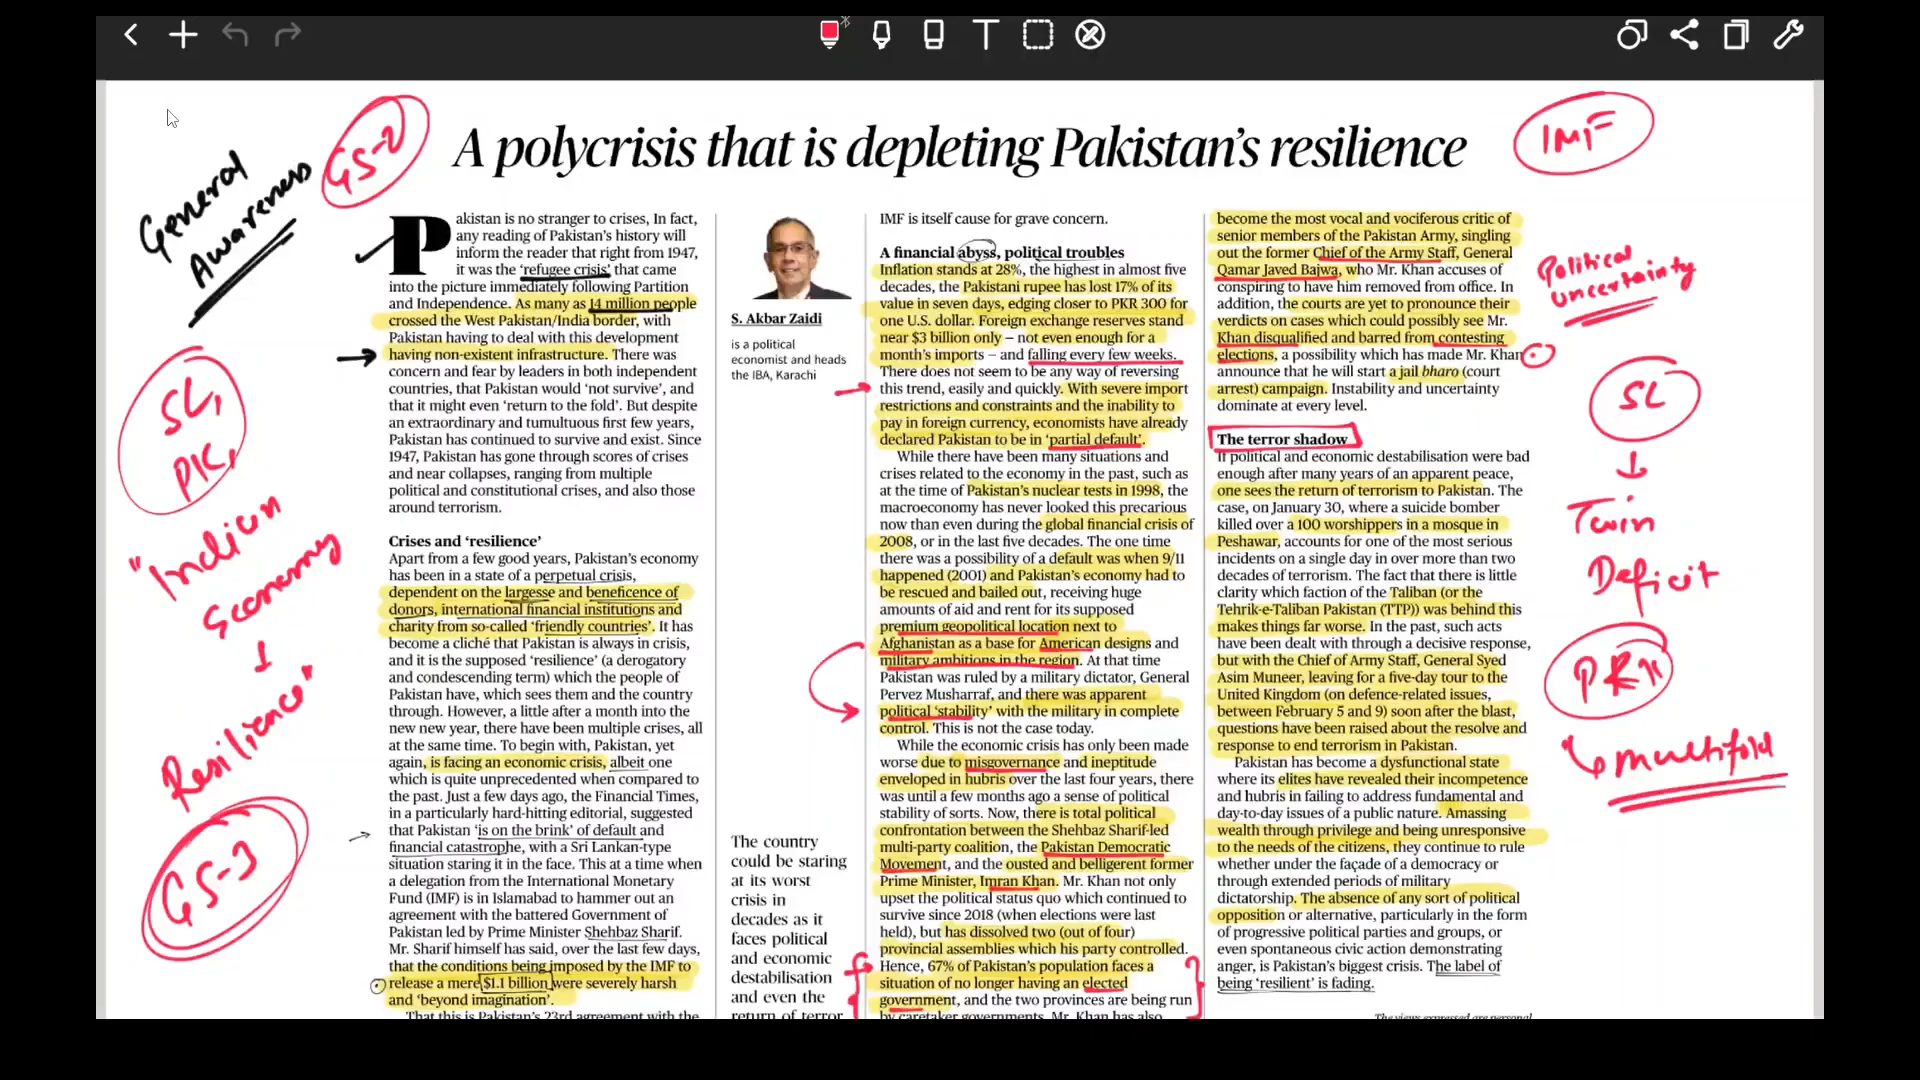 A polycrisis that is depleting Pakistan's resilience
General
Awareness
GS-2
IMF
Pakistan is no stranger to crises, In fact,
any reading of Pakistan's history will
inform the reader that right from 1947,
it was the 'refugee crisis' that came
into the picture immediately following Partition
and Independence. As many as 14 million people
crossed the West Pakistan/India border, with
Pakistan having to deal with this development
having non-existent infrastructure. There was
concern and fear by leaders in both independent
countries, that Pakistan would 'not survive', and
that it might even 'return to the fold'. But despite
an extraordinary and tumultuous first few years,
Pakistan has continued to survive and exist. Since
1947, Pakistan has gone through scores of crises
and near collapses, ranging from multiple
political and constitutional crises, and also those
around terrorism.
Crises and 'resilience'
Apart from a few good years, Pakistan's economy
has been in a state of a perpetual crisis,
dependent on the largesse and beneficence of
donors, international financial institutions and
charity from so-called 'friendly countries'. It has
become a cliché that Pakistan is always in crisis,
and it is the supposed 'resilience' (a derogatory
and condescending term) which the people of
Pakistan have, which sees them and the country
through. However, a little after a month into the
new new year, there have been multiple crises, all
at the same time. To begin with, Pakistan, yet
again, is facing an economic crisis, albeit one
which is quite unprecedented when compared to
the past. Just a few days ago, the Financial Times,
in a particularly hard-hitting editorial, suggested
that Pakistan 'is on the brink' of default and
financial catastrophe, with a Sri Lankan-type
situation staring it in the face. This at a time when
a delegation from the International Monetary
Fund (IMF) is in Islamabad to hammer out an
agreement with the battered Government of
Pakistan led by Prime Minister Shehbaz Sharif.
Mr. Sharif himself has said, over the last few days,
that the conditions being imposed by the IMF to
release a mere $1.1 billion were severely harsh
and 'beyond imagination'.
That this is Pakistan's 23rd agreement with the
SL,
PK,
"Indian
Economy
Resilience"
GS-3
S. Akbar Zaidi
is a political
economist and heads
the IBA, Karachi
The country
could be staring
at its worst
crisis in
decades as it
faces political
and economic
destabilisation
and even the
return of terror
IMF is itself cause for grave concern.
A financial abyss, political troubles
Inflation stands at 28%, the highest in almost five
decades, the Pakistani rupee has lost 17% of its
value in seven days, edging closer to PKR 300 for
one U.S. dollar. Foreign exchange reserves stand
near $3 billion only — not even enough for a
month's imports — and falling every few weeks.
There does not seem to be any way of reversing
this trend, easily and quickly. With severe import
restrictions and constraints and the inability to
pay in foreign currency, economists have already
declared Pakistan to be in 'partial default'.
While there have been many situations and
crises related to the economy in the past, such as
at the time of Pakistan's nuclear tests in 1998, the
macroeconomy has never looked this precarious
now than even during the global financial crisis of
2008, or in the last five decades. The one time
there was a possibility of a default was when 9/11
happened (2001) and Pakistan's economy had to
be rescued and bailed out, receiving huge
amounts of aid and rent for its supposed
premium geopolitical location next to
Afghanistan as a base for American designs and
military ambitions in the region. At that time
Pakistan was ruled by a military dictator, General
Pervez Musharraf, and there was apparent
political 'stability' with the military in complete
control. This is not the case today.
While the economic crisis has only been made
worse due to misgovernance and ineptitude
enveloped in hubris over the last four years, there
was until a few months ago a sense of political
stability of sorts. Now, there is total political
confrontation between the Shehbaz Sharif-led
multi-party coalition, the Pakistan Democratic
Movement, and the ousted and belligerent former
Prime Minister, Imran Khan. Mr. Khan not only
upset the political status quo which continued to
survive since 2018 (when elections were last
held), but has dissolved two (out of four)
provincial assemblies which his party controlled.
Hence, 67% of Pakistan's population faces a
situation of no longer having an elected
government, and the two provinces are being run
by caretaker governments. Mr. Khan has also
become the most vocal and vociferous critic of
senior members of the Pakistan Army, singling
out the former Chief of the Army Staff, General
Qamar Javed Bajwa, who Mr. Khan accuses of
conspiring to have him removed from office. In
addition, the courts are yet to pronounce their
verdicts on cases which could possibly see Mr.
Khan disqualified and barred from contesting
elections, a possibility which has made Mr. Khan
announce that he will start a jail bharo (court
arrest) campaign. Instability and uncertainty
dominate at every level.
The terror shadow
If political and economic destabilisation were bad
enough after many years of an apparent peace,
one sees the return of terrorism to Pakistan. The
case, on January 30, where a suicide bomber
killed over a 100 worshippers in a mosque in
Peshawar, accounts for one of the most serious
incidents on a single day in over more than two
decades of terrorism. The fact that there is little
clarity which faction of the Taliban (or the
Tehrik-e-Taliban Pakistan (TTP)) was behind this
makes things far worse. In the past, such acts
have been dealt with through a decisive response,
but with the Chief of Army Staff, General Syed
Asim Muneer, leaving for a five-day tour to the
United Kingdom (on defence-related issues,
between February 5 and 9) soon after the blast,
questions have been raised about the resolve and
response to end terrorism in Pakistan.
Pakistan has become a dysfunctional state
where its elites have revealed their incompetence
and hubris in failing to address fundamental and
day-to-day issues of a public nature. Amassing
wealth through privilege and being unresponsive
to the needs of the citizens, they continue to rule
whether under the façade of a democracy or
through extended periods of military
dictatorship. The absence of any sort of political
opposition or alternative, particularly in the form
of progressive political parties and groups, or
even spontaneous civic action demonstrating
anger, is Pakistan's biggest crisis. The label of
being 'resilient' is fading.
The views expressed are personal
Political
uncertainty
SL
Twin
Deficit
multifold